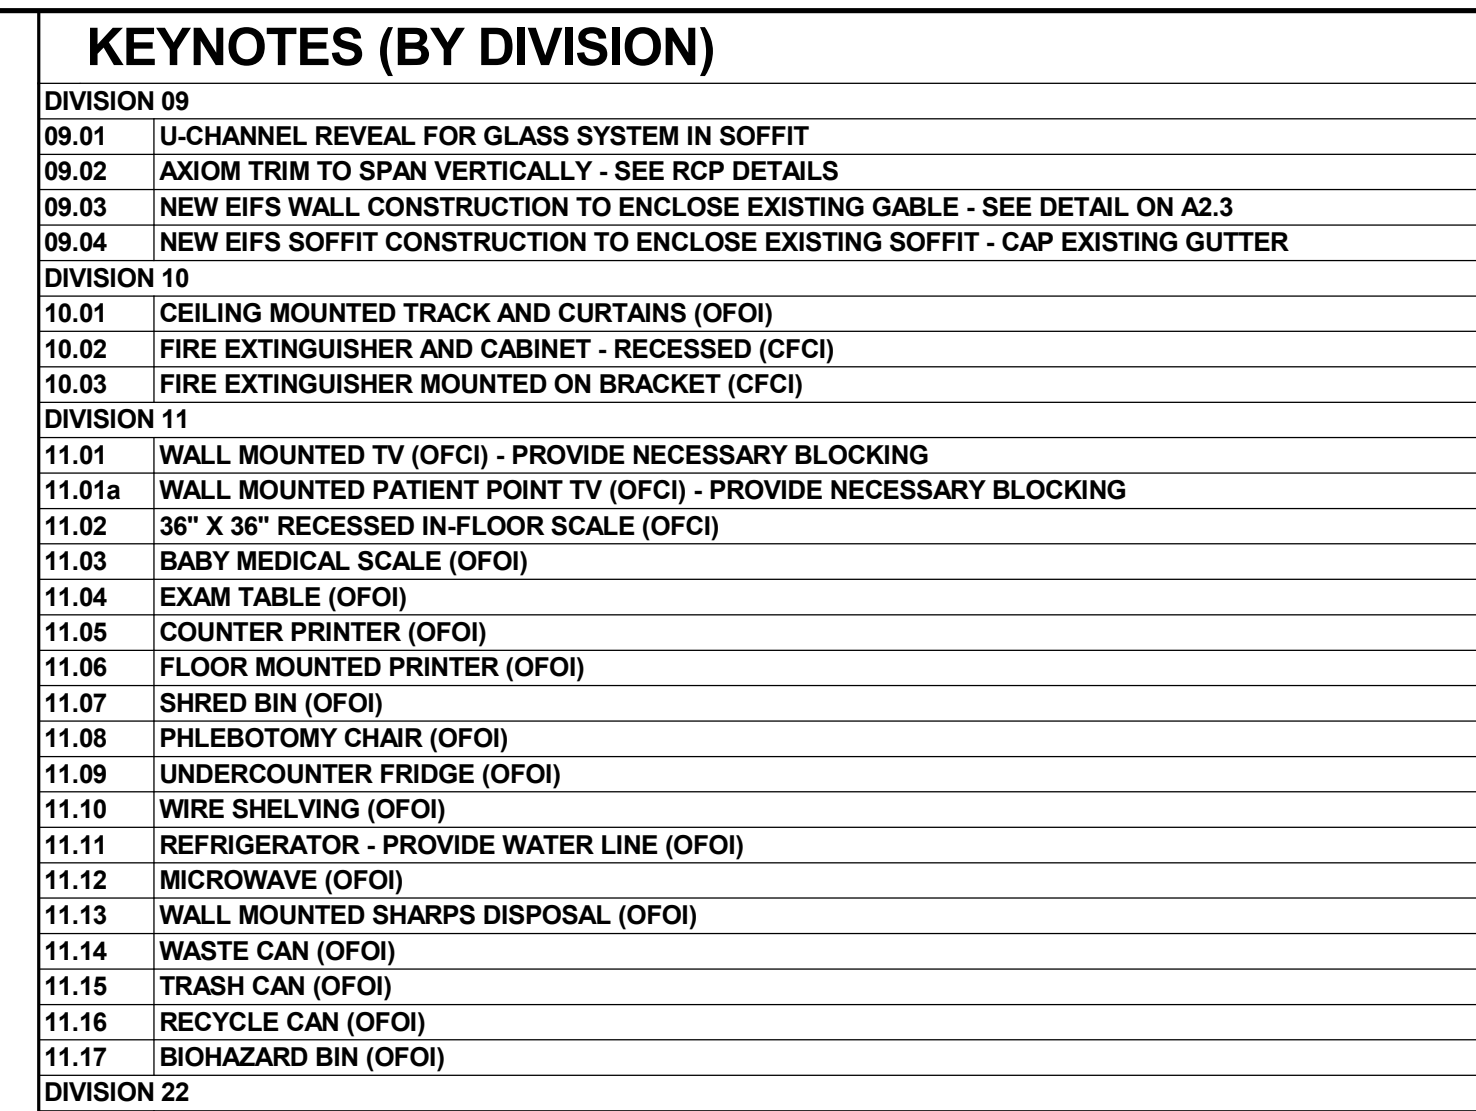 KEYNOTES (BY DIVISION)
DIVISION 09
09.01 U-CHANNEL REVEAL FOR GLASS SYSTEM IN SOFFIT
09.02 AXIOM TRIM TO SPAN VERTICALLY - SEE RCP DETAILS
09.03 NEW EIFS WALL CONSTRUCTION TO ENCLOSE EXISTING GABLE - SEE DETAIL ON A2.3
09.04 NEW EIFS SOFFIT CONSTRUCTION TO ENCLOSE EXISTING SOFFIT - CAP EXISTING GUTTER
DIVISION 10
10.01 CEILING MOUNTED TRACK AND CURTAINS (OFOI)
10.02 FIRE EXTINGUISHER AND CABINET - RECESSED (CFCI)
10.03 FIRE EXTINGUISHER MOUNTED ON BRACKET (CFCI)
DIVISION 11
11.01 WALL MOUNTED TV (OFCI) - PROVIDE NECESSARY BLOCKING
11.01a WALL MOUNTED PATIENT POINT TV (OFCI) - PROVIDE NECESSARY BLOCKING
11.02 36" X 36" RECESSED IN-FLOOR SCALE (OFCI)
11.03 BABY MEDICAL SCALE (OFOI)
11.04 EXAM TABLE (OFOI)
11.05 COUNTER PRINTER (OFOI)
11.06 FLOOR MOUNTED PRINTER (OFOI)
11.07 SHRED BIN (OFOI)
11.08 PHLEBOTOMY CHAIR (OFOI)
11.09 UNDERCOUNTER FRIDGE (OFOI)
11.10 WIRE SHELVING (OFOI)
11.11 REFRIGERATOR - PROVIDE WATER LINE (OFOI)
11.12 MICROWAVE (OFOI)
11.13 WALL MOUNTED SHARPS DISPOSAL (OFOI)
11.14 WASTE CAN (OFOI)
11.15 TRASH CAN (OFOI)
11.16 RECYCLE CAN (OFOI)
11.17 BIOHAZARD BIN (OFOI)
DIVISION 22